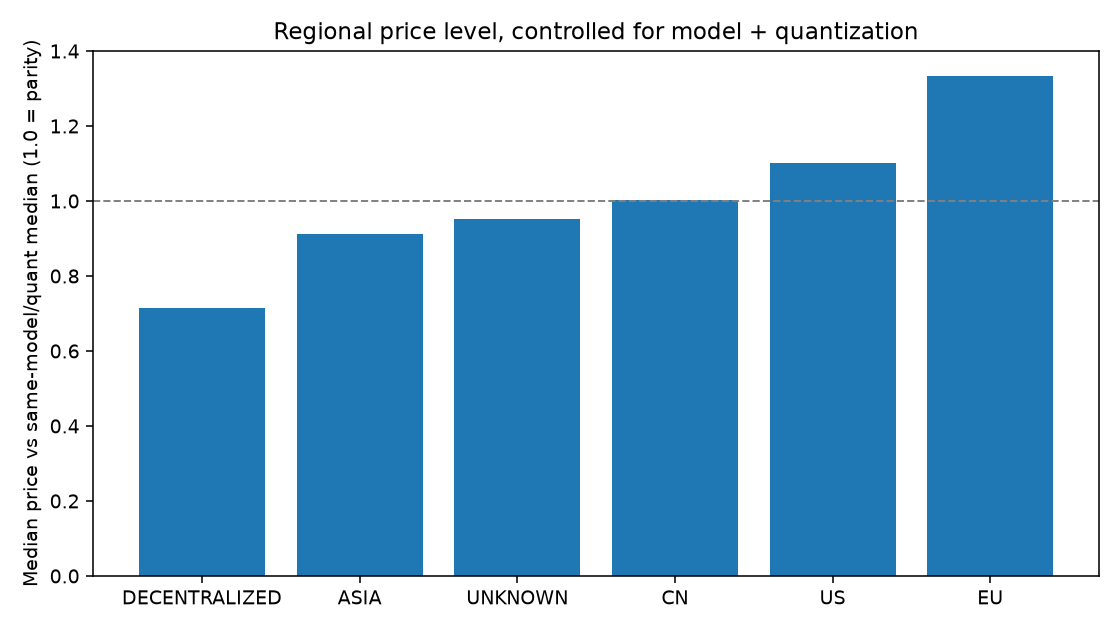 Regional price level, controlled for model + quantization
Median price vs same-model/quant median (1.0 = parity)
1.4
1.2
1.0
0.8
0.6
0.4
0.2
0.0
DECENTRALIZED ASIA UNKNOWN CN US EU